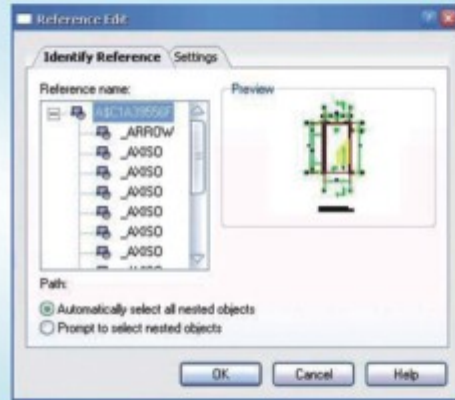 Reference Edit
Identify Reference
Settings
Reference name:
Preview
_ARROW
_AXISO
_AXISO
_AXISO
_AXISO
_AXISO
_AXISO
Path:
Automatically select all nested objects
Prompt to select nested objects
OK
Cancel
Help